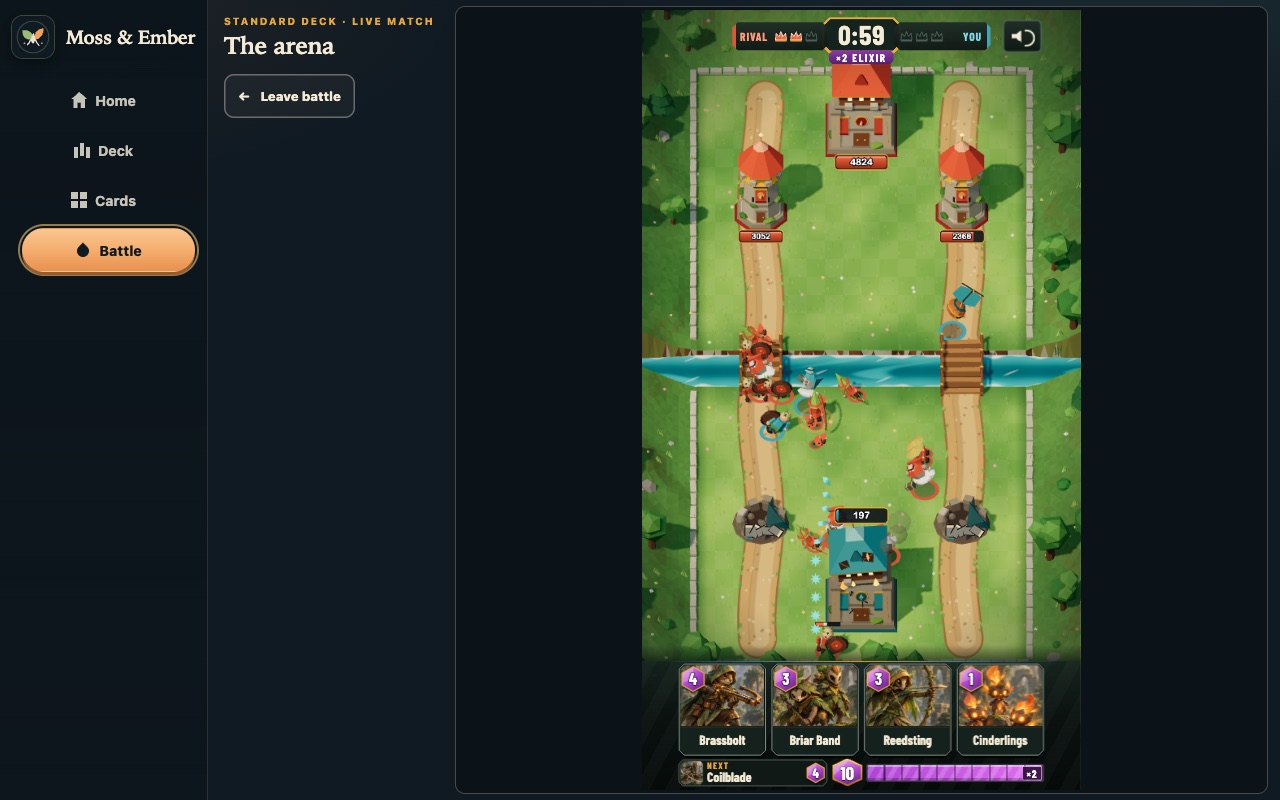 Moss & Ember
Home
Deck
Cards
Battle
STANDARD DECK · LIVE MATCH
The arena
Leave battle
RIVAL
0:59
YOU
×2 ELIXIR
4824
3052
2368
197
4
Brassbolt
3
Briar Band
3
Reedsting
1
Cinderlings
NEXT
Coilblade
4
10
×2